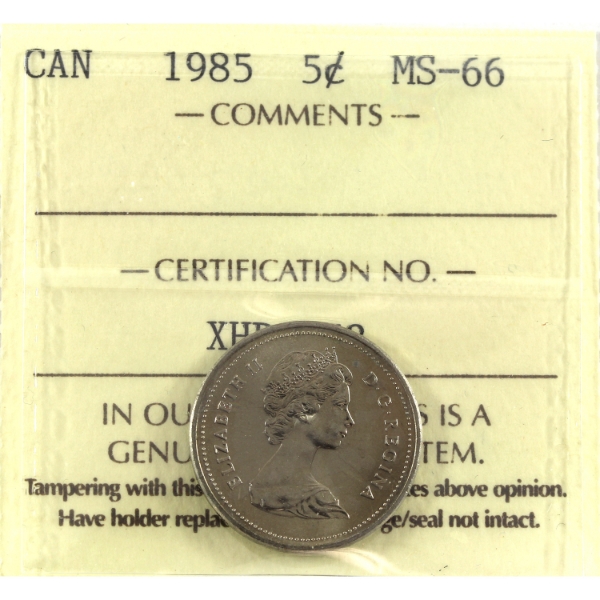 CAN 1985 5¢ MS-66
— COMMENTS —
— CERTIFICATION NO. —
IN IS A
Tampering with this above opinion.
Have holder not intact.
ELIZABETH II D·G·REGINA